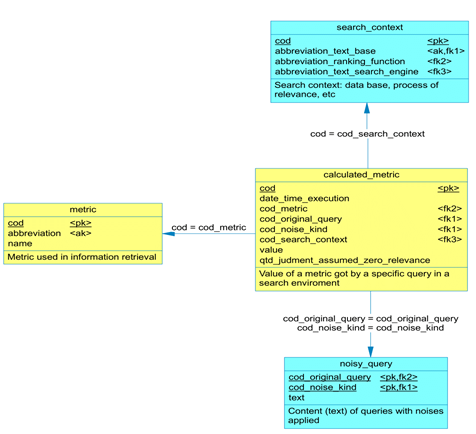 search_context
cod <pk>
abbreviation_text_base <ak,fk1>
abbreviation_ranking_function <fk2>
abbreviation_text_search_engine <fk3>
Search context: data base, process of
relevance, etc
cod = cod_search_context
calculated_metric
cod <pk>
date_time_execution
cod_metric <fk2>
cod_original_query <fk1>
cod_noise_kind <fk1>
cod_search_context <fk3>
value
qtd_judgment_assumed_zero_relevance
Value of a metric got by a specific query in a
search enviroment
metric
cod <pk>
abbreviation <ak>
name
Metric used in information retrieval
cod = cod_metric
cod_original_query = cod_original_query
cod_noise_kind = cod_noise_kind
noisy_query
cod_original_query <pk,fk2>
cod_noise_kind <pk,fk1>
text
Content (text) of queries with noises
applied